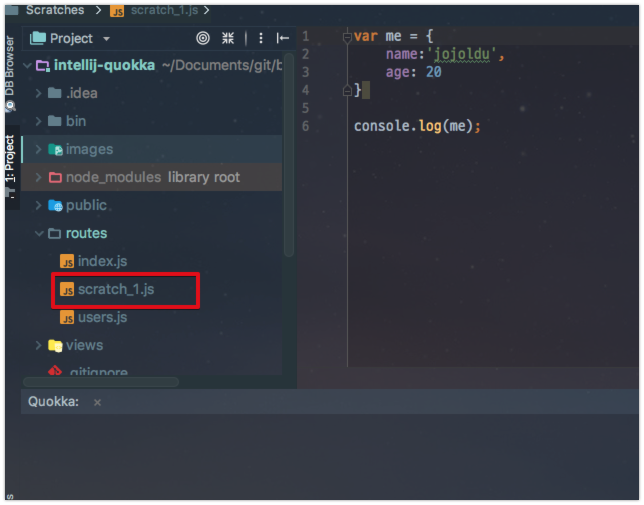 Scratches > JS scratch_1.js >
DB Browser
1: Project
Project
intellij-quokka ~/Documents/git/b
.idea
bin
images
node_modules library root
public
routes
JS index.js
JS scratch_1.js
JS users.js
views
.gitignore
1 var me = {
2 name:'jojoldu',
3 age: 20
4 }
5
6 console.log(me);
Quokka: ×